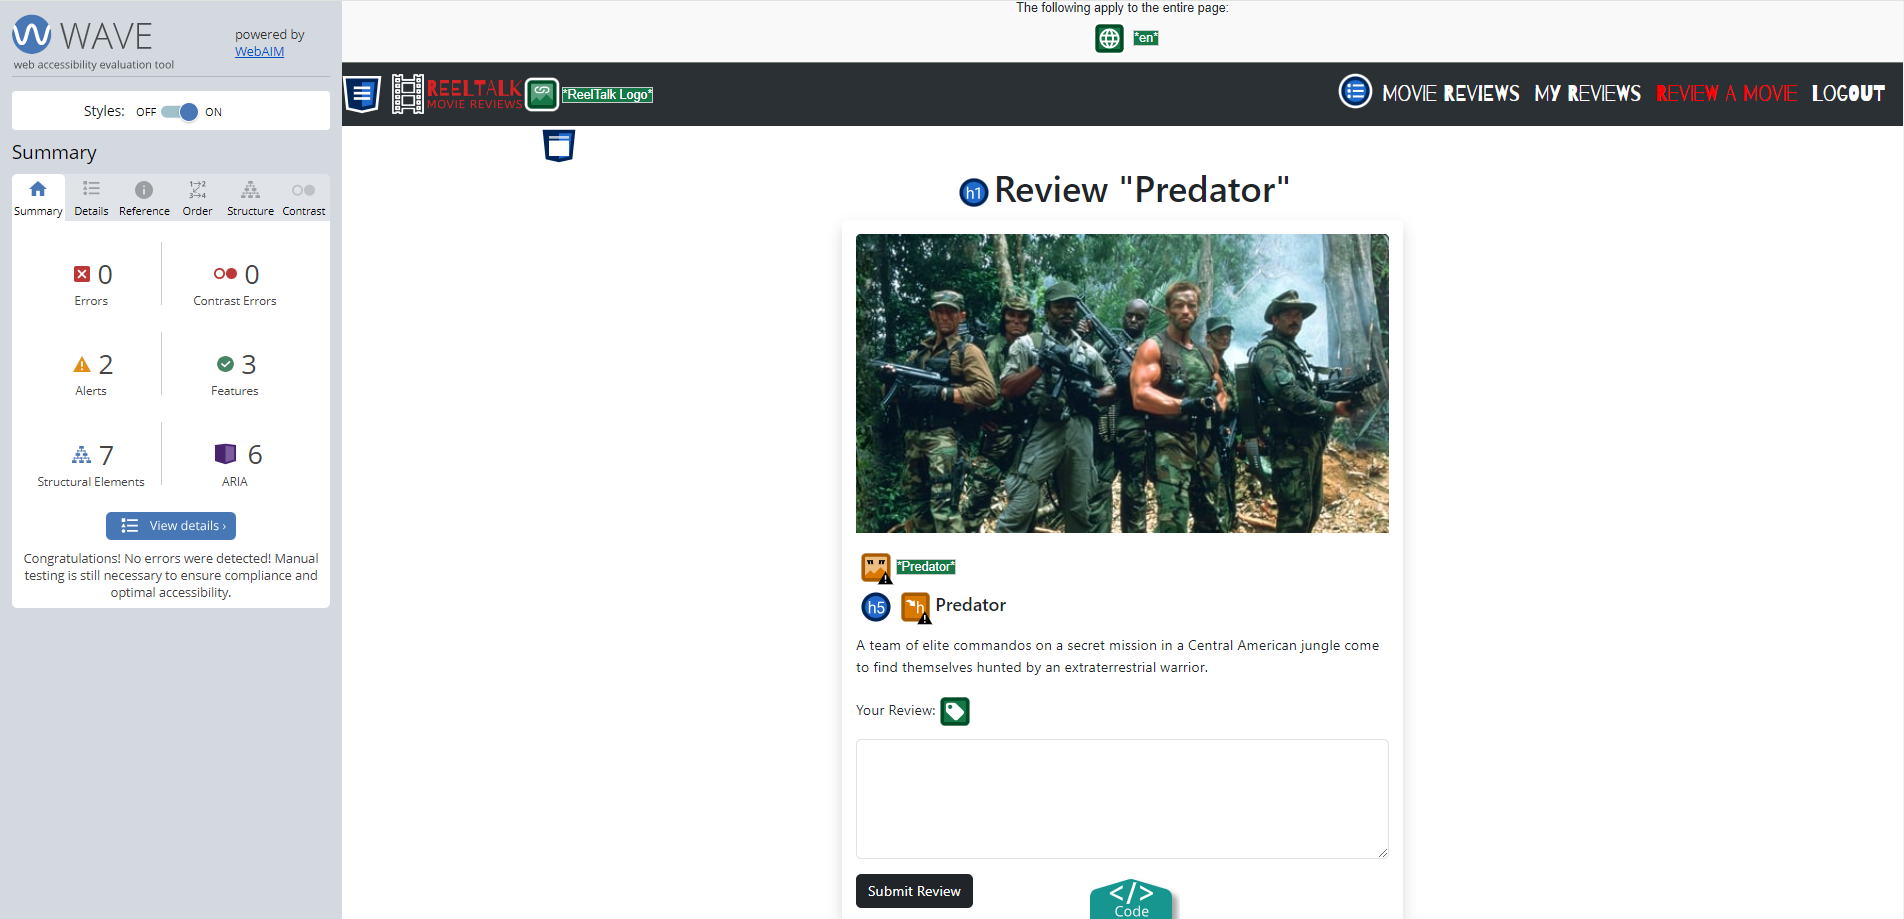 WAVE
powered by
WebAIM
web accessibility evaluation tool
Styles: OFF ON
Summary
Summary Details Reference Order Structure Contrast
1 2
3 4
0
Errors
0
Contrast Errors
2
Alerts
3
Features
7
Structural Elements
6
ARIA
View details ›
Congratulations! No errors were detected! Manual
testing is still necessary to ensure compliance and
optimal accessibility.
The following apply to the entire page:
*en*
REELTALK
MOVIE REVIEWS
*ReelTalk Logo*
MOVIE REVIEWS MY REVIEWS REVIEW A MOVIE LOGOUT
h1 Review "Predator"
*Predator*
h5 h Predator
A team of elite commandos on a secret mission in a Central American jungle come
to find themselves hunted by an extraterrestrial warrior.
Your Review:
Submit Review
</>
Code